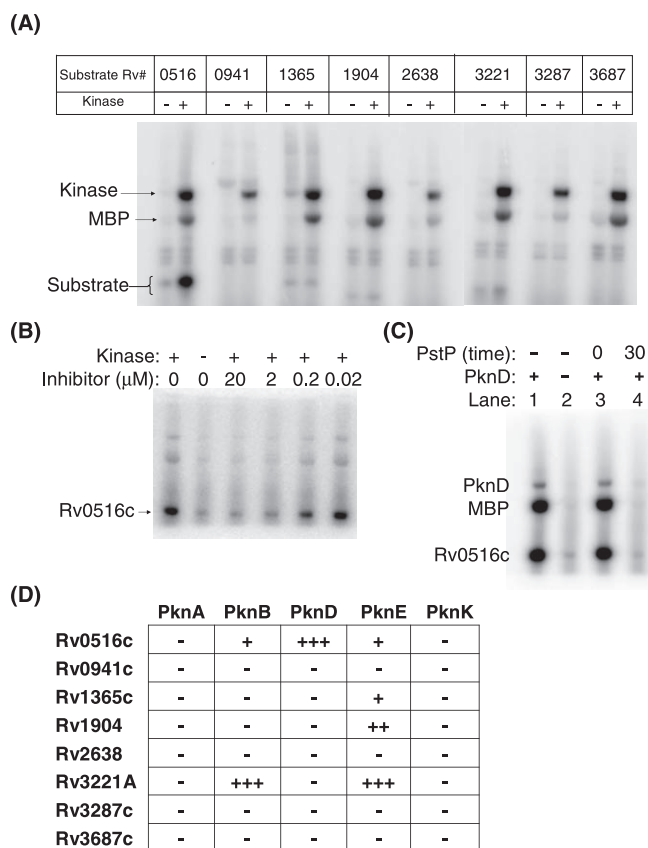 (A)
Substrate Rv# 0516 0941 1365 1904 2638 3221 3287 3687
Kinase - + - + - + - + - + - + - + - +
Kinase
MBP
Substrate
(B)
Kinase: + - + + + +
Inhibitor (μM): 0 0 20 2 0.2 0.02
Rv0516c
(C)
PstP (time): - - 0 30
PknD: + - + +
Lane: 1 2 3 4
PknD
MBP
Rv0516c
(D)
PknA PknB PknD PknE PknK
Rv0516c - + +++ + -
Rv0941c - - - - -
Rv1365c - - - + -
Rv1904 - - - ++ -
Rv2638 - - - - -
Rv3221A - +++ - +++ -
Rv3287c - - - - -
Rv3687c - - - - -